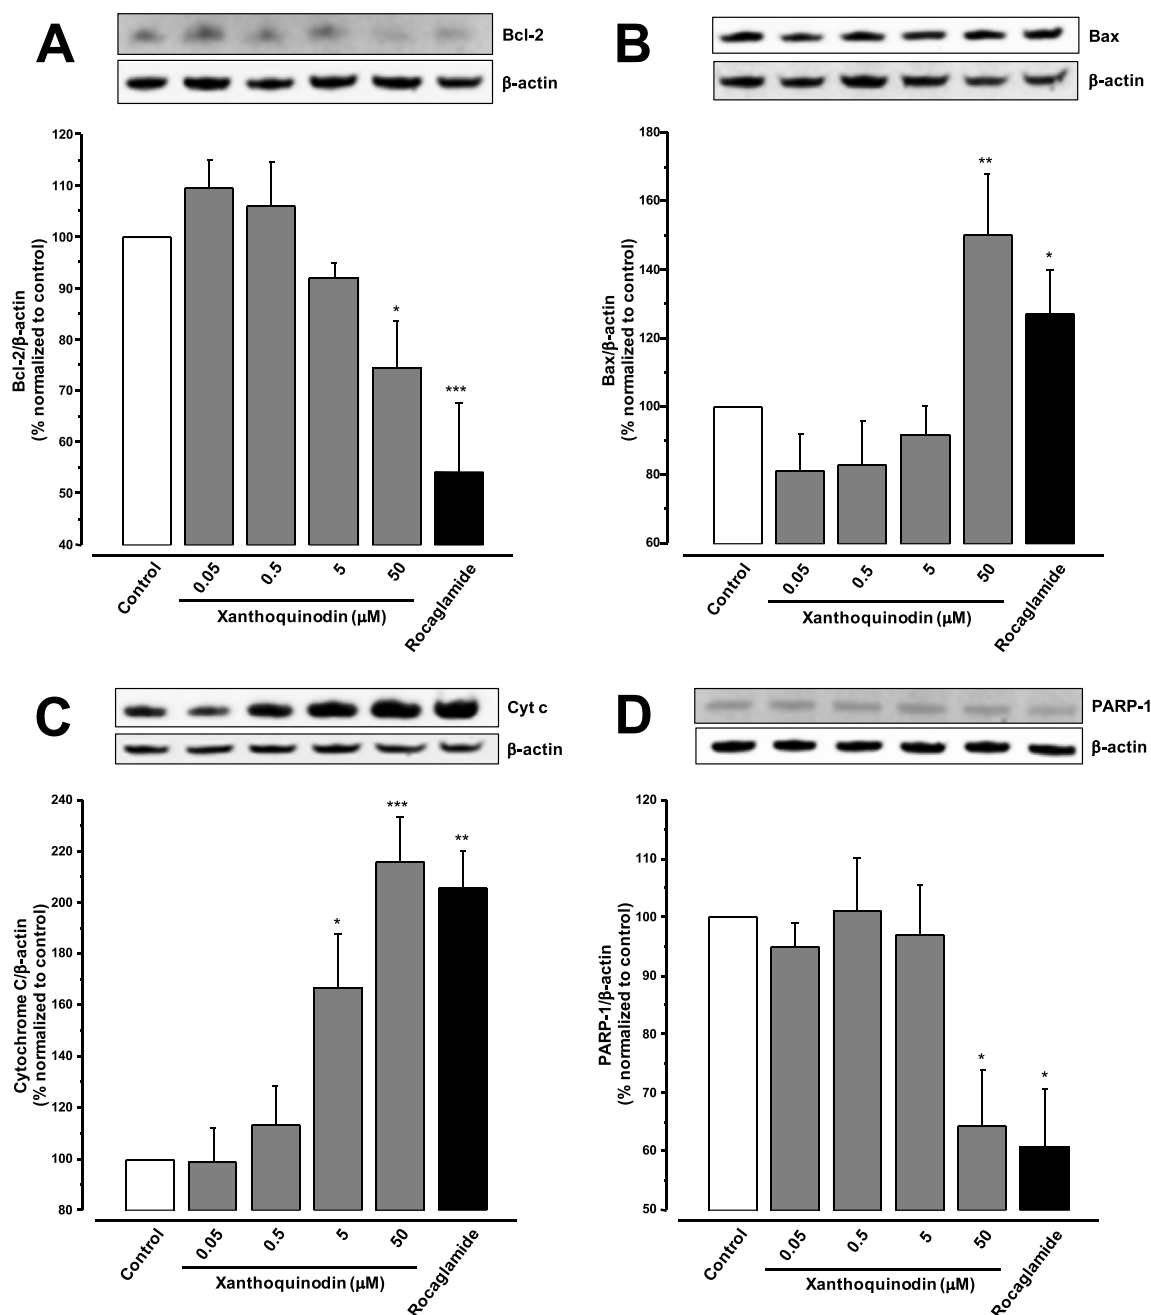 A
Bcl-2
β-actin
120
110
100
90
80
70
60
50
40
Bcl-2/β-actin
(% normalized to control)
*
***
Control
0.05
0.5
5
50
Rocaglamide
Xanthoquinodin (μM)
B
Bax
β-actin
180
160
140
120
100
80
60
Bax/β-actin
(% normalized to control)
**
*
Control
0.05
0.5
5
50
Rocaglamide
Xanthoquinodin (μM)
C
Cyt c
β-actin
240
220
200
180
160
140
120
100
80
Cytochrome C/β-actin
(% normalized to control)
*
***
**
Control
0.05
0.5
5
50
Rocaglamide
Xanthoquinodin (μM)
D
PARP-1
β-actin
120
110
100
90
80
70
60
50
PARP-1/β-actin
(% normalized to control)
*
*
Control
0.05
0.5
5
50
Rocaglamide
Xanthoquinodin (μM)